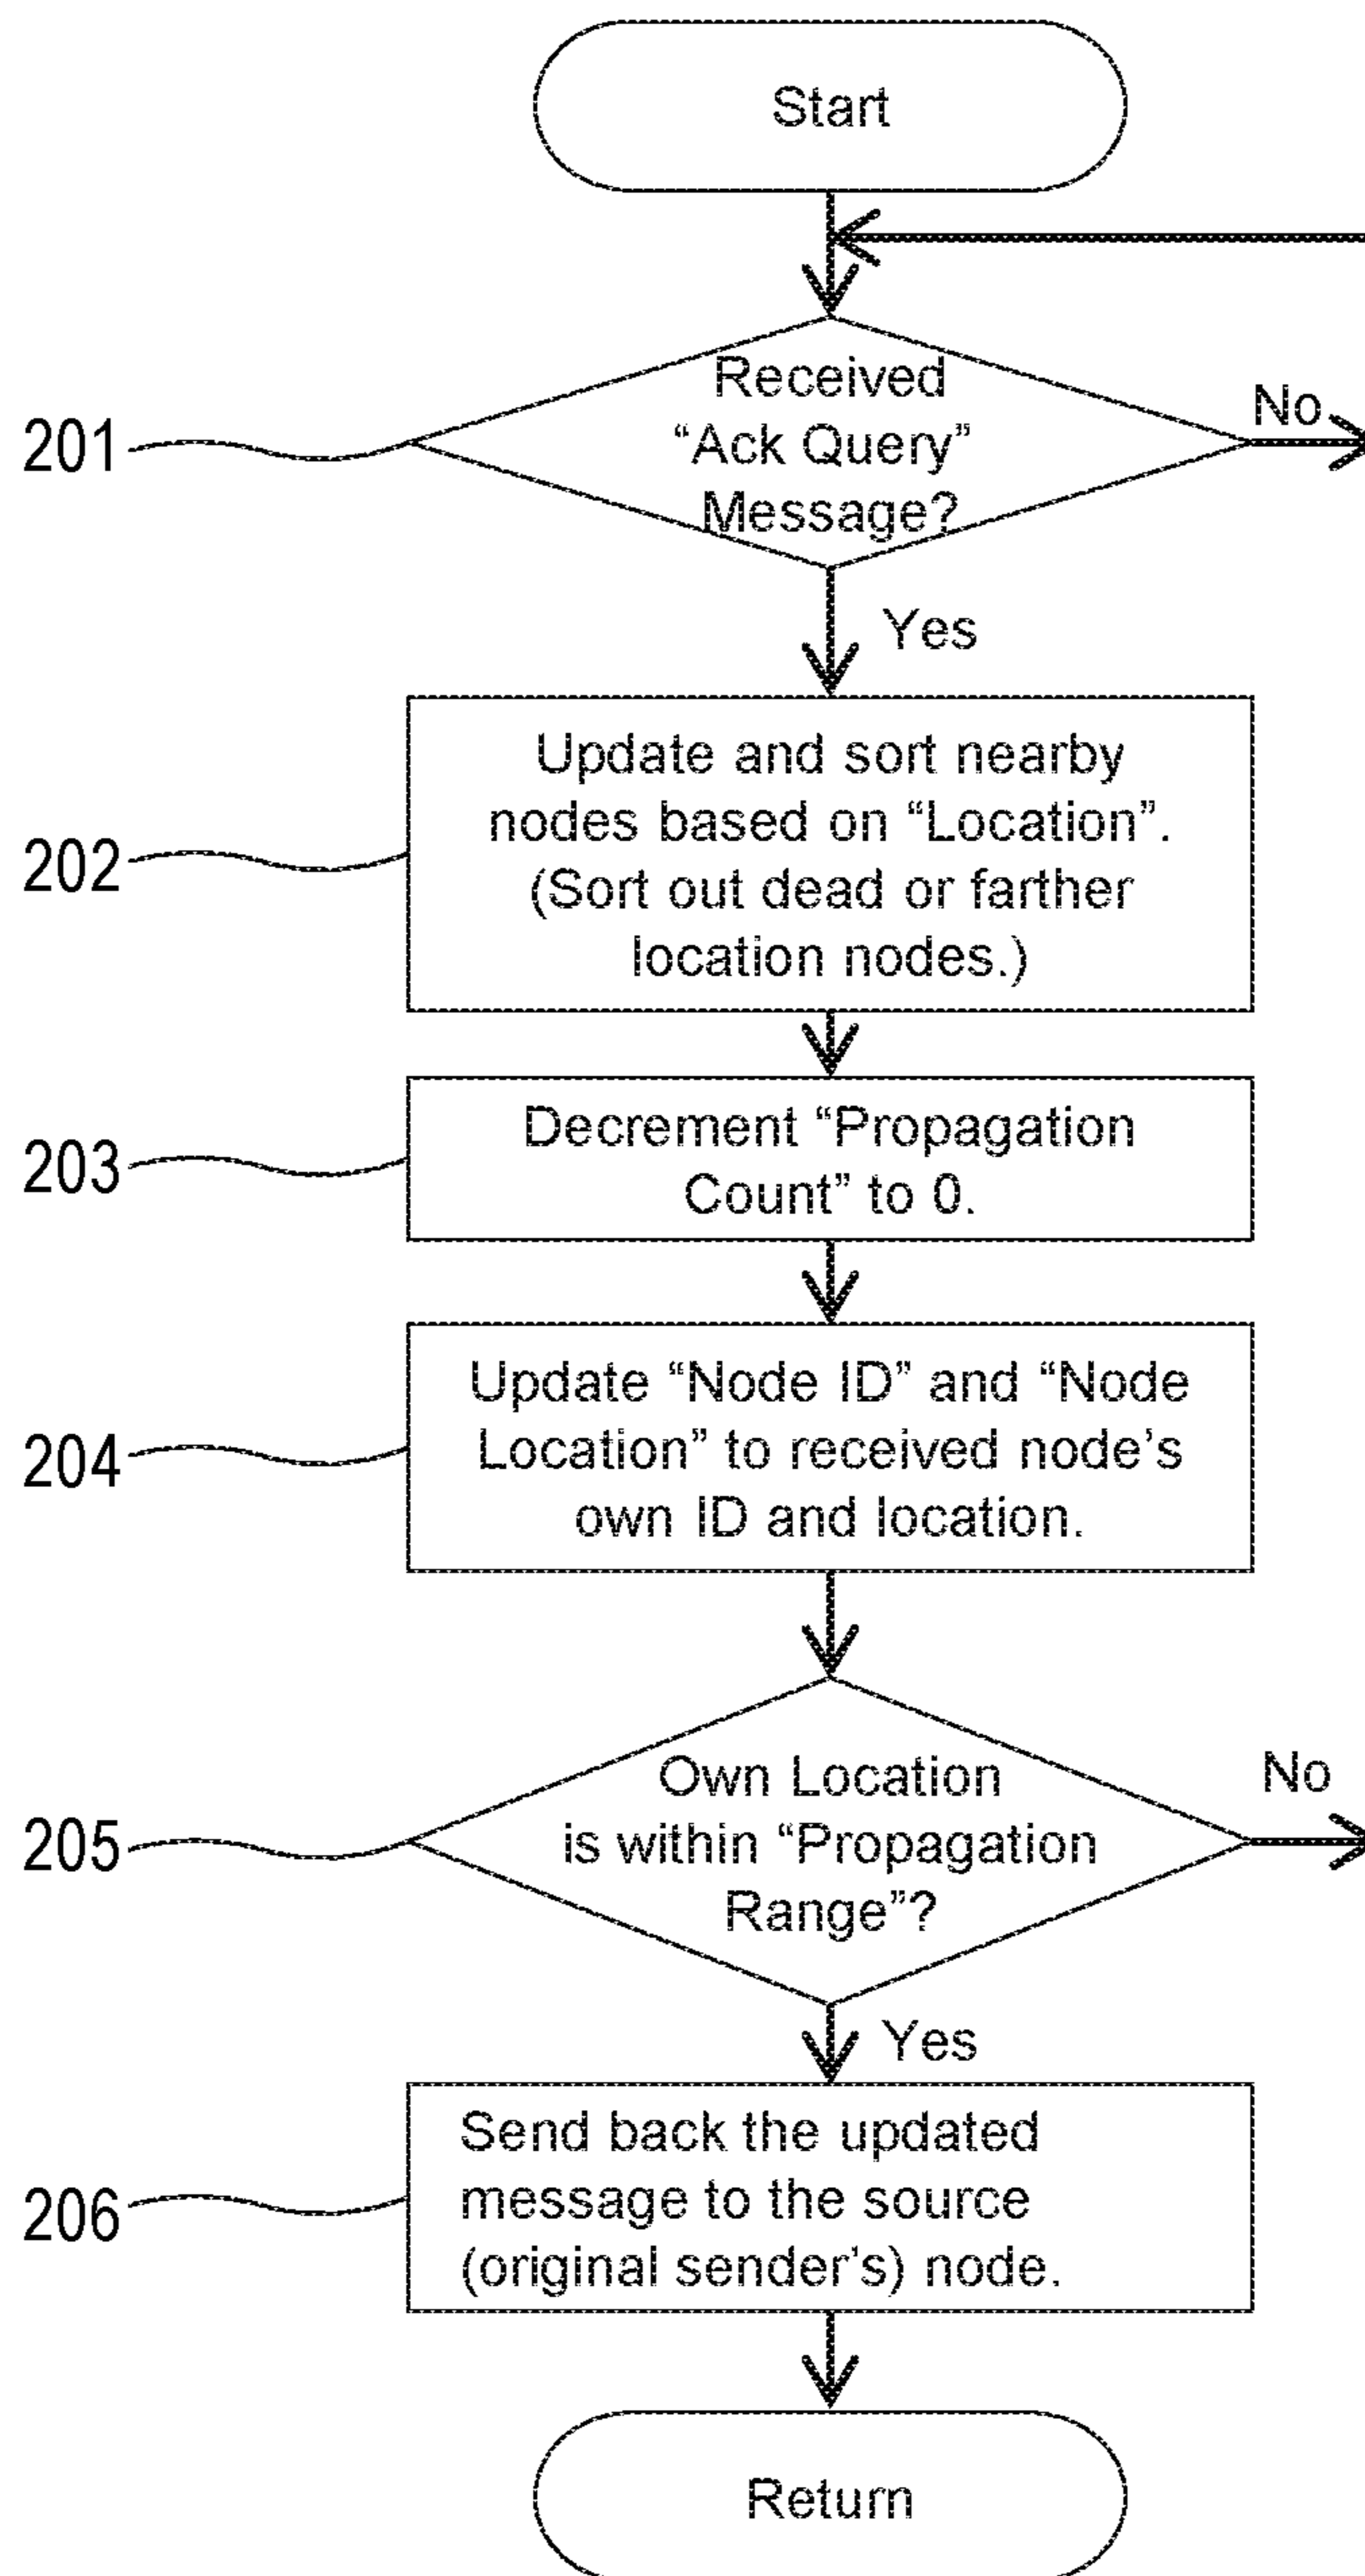 Start
Received
“Ack Query”
Message?
No
201
Yes
Update and sort nearby
nodes based on “Location”.
(Sort out dead or farther
location nodes.)
202
Decrement “Propagation
Count” to 0.
203
Update “Node ID” and “Node
Location” to received node’s
own ID and location.
204
Own Location
is within “Propagation
Range”?
No
205
Yes
Send back the updated
message to the source
(original sender’s) node.
206
Return